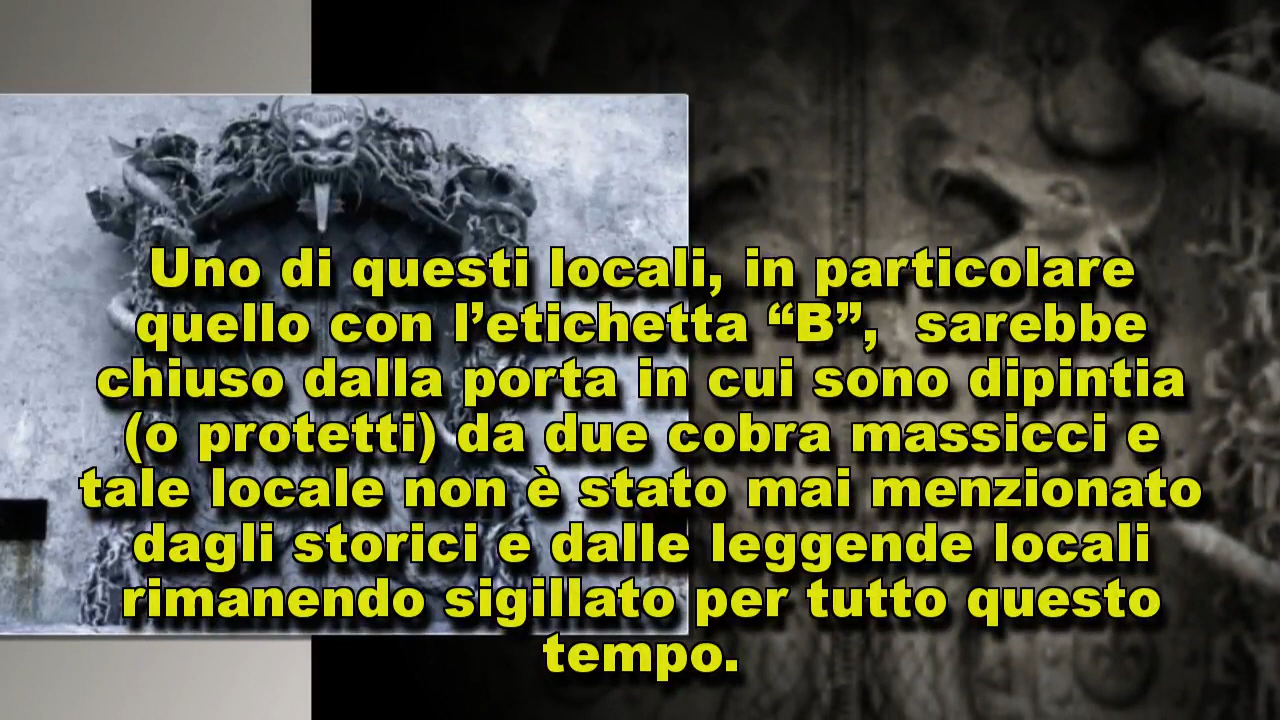 Uno di questi locali, in particolare
quello con l’etichetta “B”,  sarebbe
chiuso dalla porta in cui sono dipintia
(o protetti) da due cobra massicci e
tale locale non è stato mai menzionato
dagli storici e dalle leggende locali
rimanendo sigillato per tutto questo
tempo.